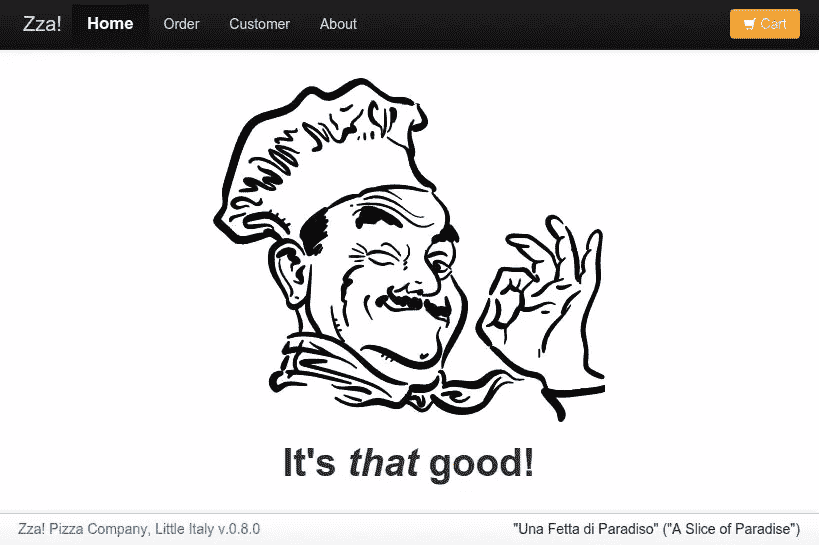 Zza! Home Order Customer About Cart
It's that good!
Zza! Pizza Company, Little Italy v.0.8.0 "Una Fetta di Paradiso" ("A Slice of Paradise")